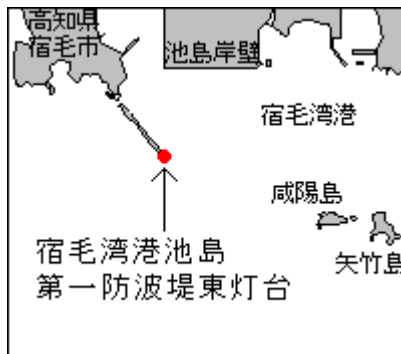 高知県
宿毛市
池島岸壁
宿毛湾港
咸陽島
矢竹島
宿毛湾港池島
第一防波堤東灯台